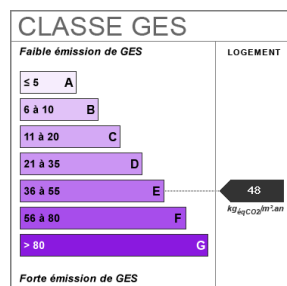 CLASSE GES
Faible émission de GES
LOGEMENT
≤ 5 A
6 à 10 B
11 à 20 C
21 à 35 D
36 à 55 E
48
kgéqCO2/m².an
56 à 80 F
> 80 G
Forte émission de GES